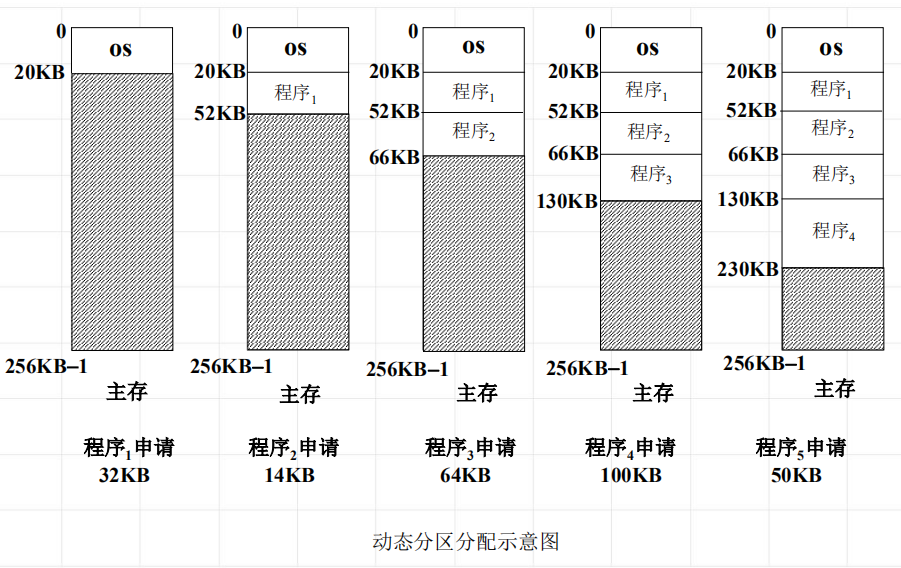 0
OS
20KB
256KB–1
主存
程序1申请
32KB
0
OS
20KB
程序1
52KB
256KB–1
主存
程序2申请
14KB
0
OS
20KB
程序1
52KB
程序2
66KB
256KB–1
主存
程序3申请
64KB
0
OS
20KB
程序1
52KB
程序2
66KB
程序3
130KB
256KB–1
主存
程序4申请
100KB
0
OS
20KB
程序1
52KB
程序2
66KB
程序3
130KB
程序4
230KB
256KB–1
主存
程序5申请
50KB
动态分区分配示意图